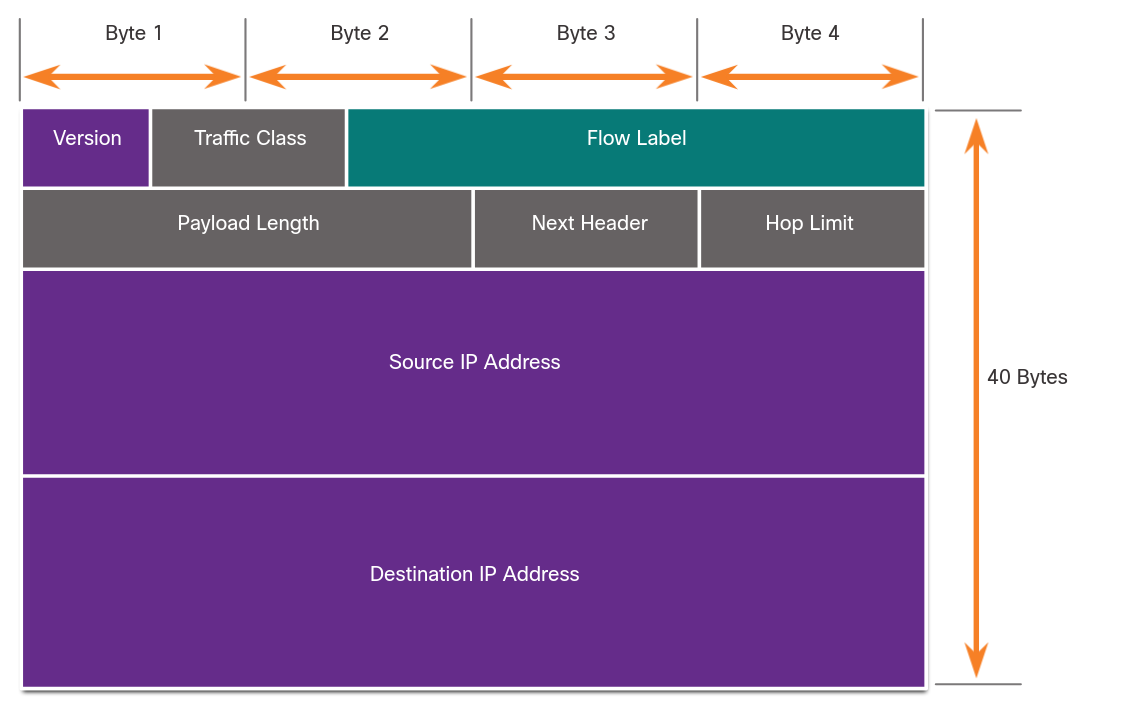 Byte 1
Byte 2
Byte 3
Byte 4
Version
Traffic Class
Flow Label
Payload Length
Next Header
Hop Limit
Source IP Address
40 Bytes
Destination IP Address